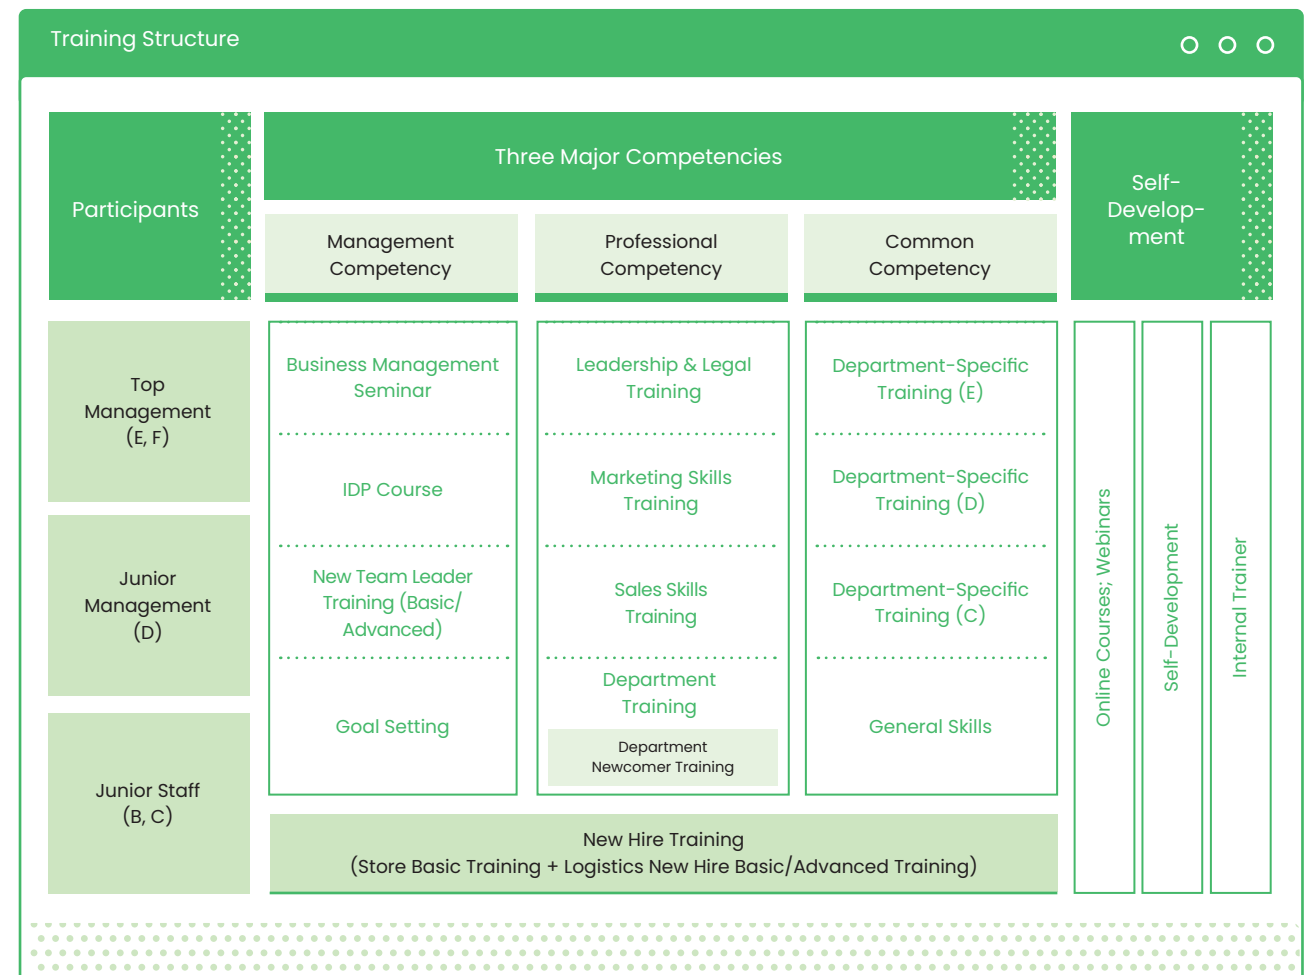 Training Structure
Participants
Three Major Competencies
Self-
Develop-
ment
Management
Competency
Professional
Competency
Common
Competency
Top
Management
(E, F)
Junior
Management
(D)
Junior Staff
(B, C)
Business Management
Seminar
IDP Course
New Team Leader
Training (Basic/
Advanced)
Goal Setting
Leadership & Legal
Training
Marketing Skills
Training
Sales Skills
Training
Department
Training
Department
Newcomer Training
Department-Specific
Training (E)
Department-Specific
Training (D)
Department-Specific
Training (C)
General Skills
New Hire Training
(Store Basic Training + Logistics New Hire Basic/Advanced Training)
Online Courses; Webinars
Self-Development
Internal Trainer